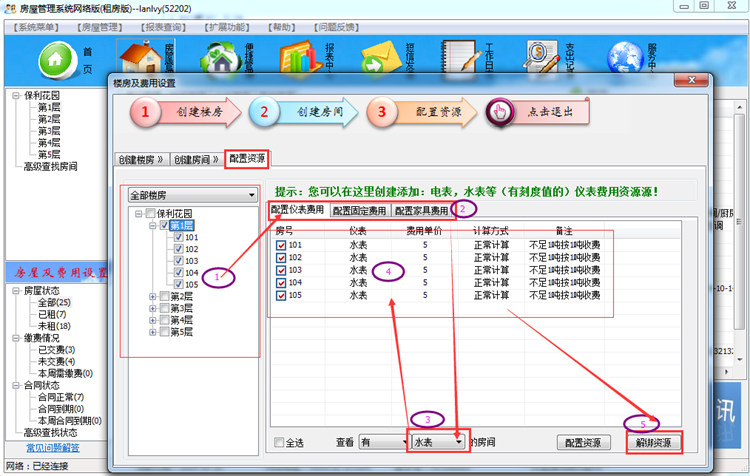 房屋管理系统网络版(租房版)--lanlvy(52202)
【系统菜单】 【房屋管理】 【报表查询】 【扩展功能】 【帮助】 【问题反馈】
首页
报表中
短信发
工作日
支出记
服务中
楼房及费用设置
1 创建楼房
2 创建房间
3 配置资源
点击退出
创建楼房 》
创建房间 》
配置资源
保利花园
第1层
第2层
第3层
第4层
第5层
高级查找房间
房屋及费用设置
房屋状态
全部(25)
已租(7)
未租(18)
缴费情况
已交费(3)
未交费(4)
本周需缴费(0)
合同状态
合同正常(7)
合同到期(0)
本周合同到期(0)
高级查找状态
常见问题解答
网络：已经连接
全部楼房
保利花园
第1层
101
102
103
104
105
第2层
第3层
第4层
第5层
1
提示：您可以在这里创建添加：电表，水表等（有刻度值的）仪表费用资源源！
配置仪表费用 配置固定费用 配置家具费用 2
房号 仪表 费用单价 计算方式 备注
101 水表 5 正常计算 不足1吨按1吨收费
102 水表 5 正常计算 不足1吨按1吨收费
103 水表 5 正常计算 不足1吨按1吨收费
104 水表 5 正常计算 不足1吨按1吨收费
105 水表 5 正常计算 不足1吨按1吨收费
4
3
5
全选 查看 有 水表 的房间 配置资源 解绑资源
讯